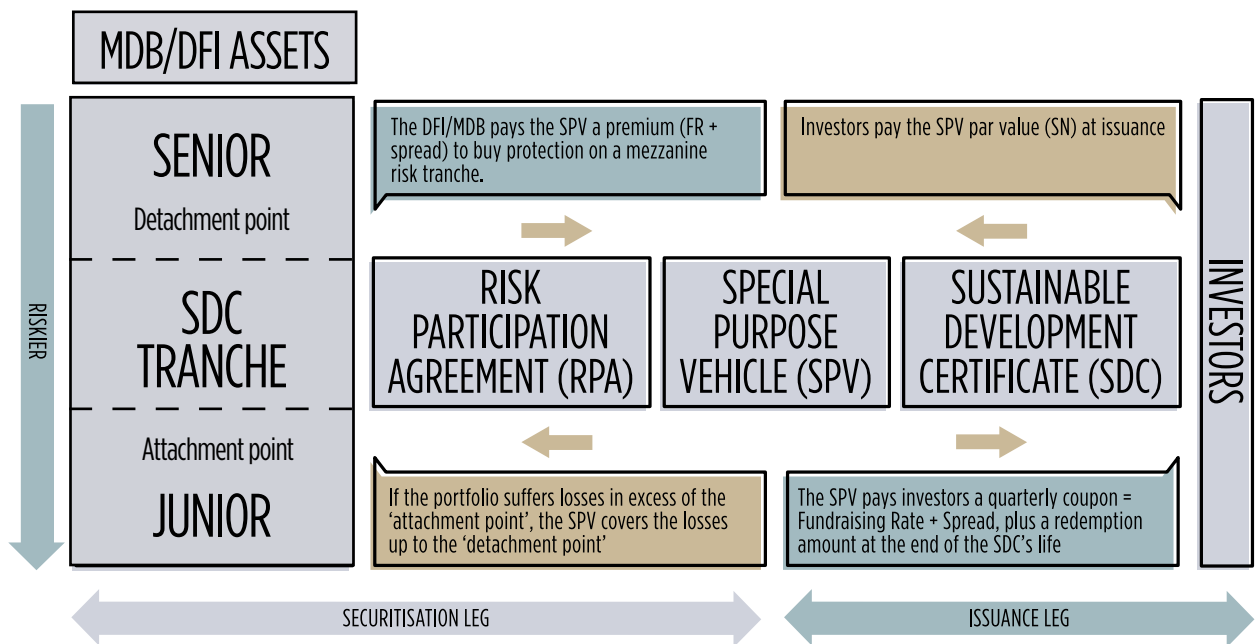 MDB/DFI ASSETS
RISKIER
SENIOR
Detachment point
SDC
TRANCHE
Attachment point
JUNIOR
The DFI/MDB pays the SPV a premium (FR +
spread) to buy protection on a mezzanine
risk tranche.
Investors pay the SPV par value (SN) at issuance
RISK
PARTICIPATION
AGREEMENT (RPA)
SPECIAL
PURPOSE
VEHICLE (SPV)
SUSTAINABLE
DEVELOPMENT
CERTIFICATE (SDC)
INVESTORS
If the portfolio suffers losses in excess of the
‘attachment point’, the SPV covers the losses
up to the ‘detachment point’
The SPV pays investors a quarterly coupon =
Fundraising Rate + Spread, plus a redemption
amount at the end of the SDC’s life
SECURITISATION LEG
ISSUANCE LEG